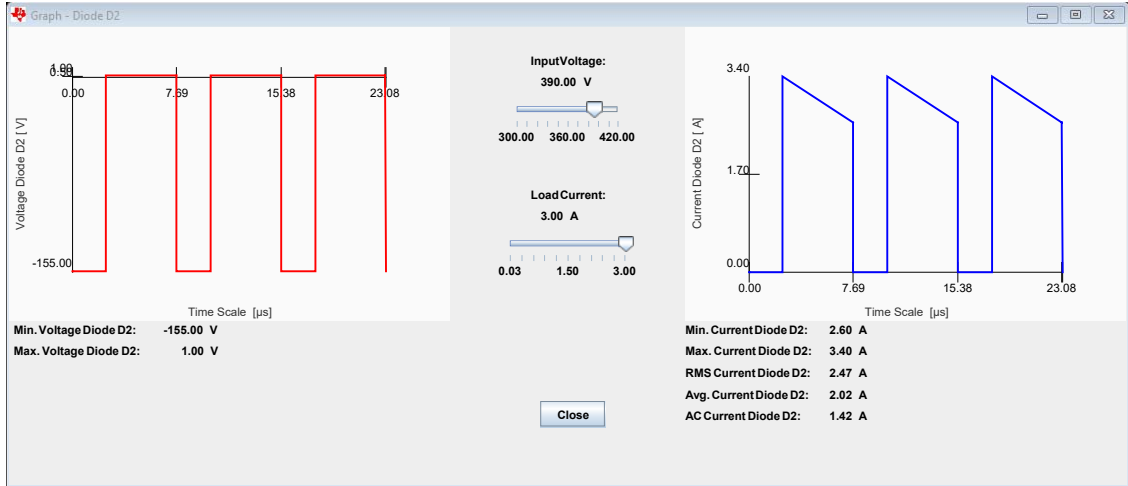 Graph - Diode D2
1.00
0.50
0.00
7.69
15.38
23.08
-155.00
Voltage Diode D2 [ V]
Time Scale [µs]
Min. Voltage Diode D2: -155.00 V
Max. Voltage Diode D2: 1.00 V
InputVoltage:
390.00 V
300.00 360.00 420.00
Load Current:
3.00 A
0.03 1.50 3.00
Close
3.40
1.70
0.00
0.00 7.69 15.38 23.08
Current Diode D2 [ A]
Time Scale [µs]
Min. Current Diode D2: 2.60 A
Max. Current Diode D2: 3.40 A
RMS Current Diode D2: 2.47 A
Avg. Current Diode D2: 2.02 A
AC Current Diode D2: 1.42 A